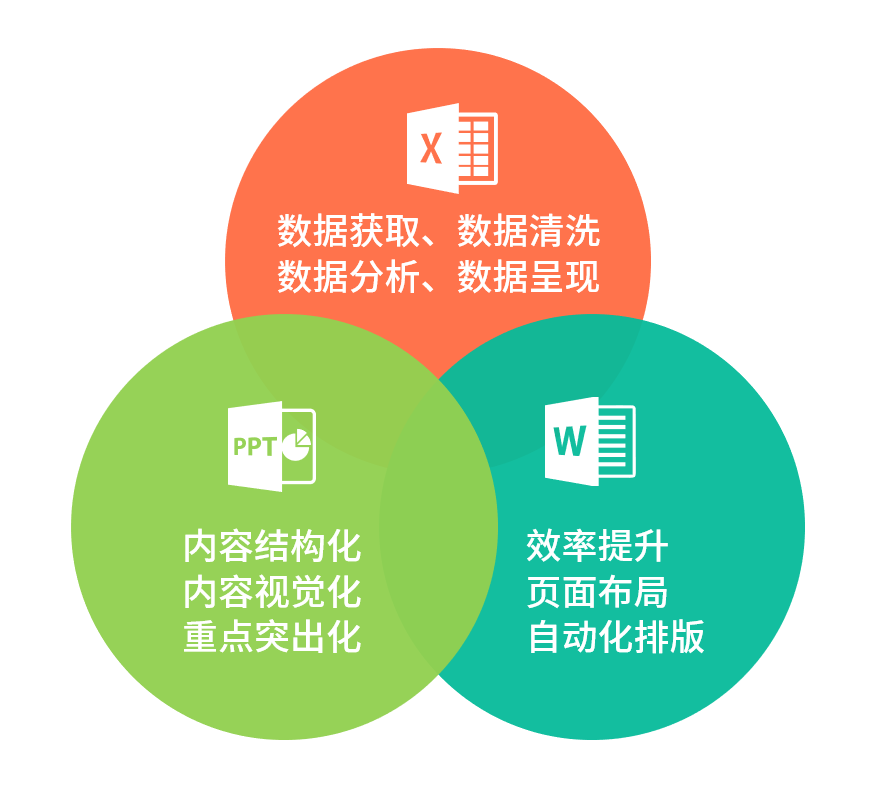 X
数据获取、数据清洗
数据分析、数据呈现
PPT
内容结构化
内容视觉化
重点突出化
W
效率提升
页面布局
自动化排版